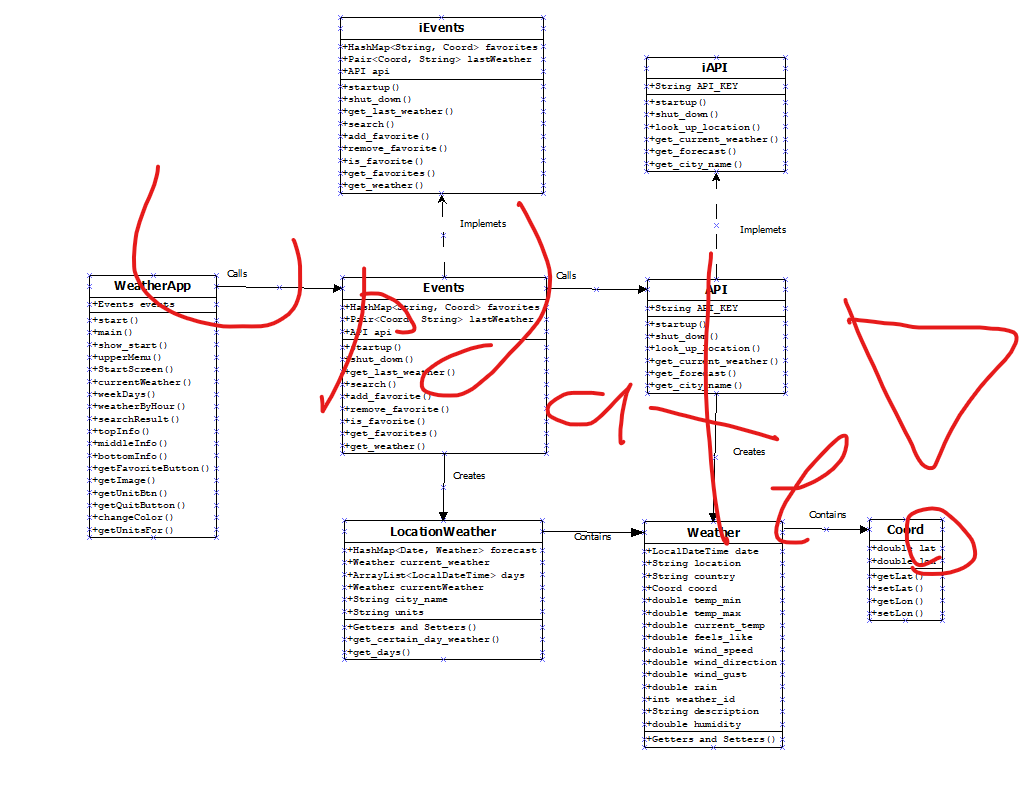 iEvents
+HashMap<String, Coord> favorites
+Pair<Coord, String> lastWeather
+API api
+startup()
+shut_down()
+get_last_weather()
+search()
+add_favorite()
+remove_favorite()
+is_favorite()
+get_favorites()
+get_weather()
iAPI
+String API_KEY
+startup()
+shut_down()
+look_up_location()
+get_current_weather()
+get_forecast()
+get_city_name()
Implemets
Implemets
WeatherApp
+Events events
+start()
+main()
+show_start()
+upperMenu()
+StartScreen()
+currentWeather()
+weekDays()
+weatherByHour()
+searchResult()
+topInfo()
+middleInfo()
+bottomInfo()
+getFavoriteButton()
+getImage()
+getUnitBtn()
+getQuitButton()
+changeColor()
+getUnitsFor()
Calls
Events
+HashMap<String, Coord> favorites
+Pair<Coord, String> lastWeather
+API api
+startup()
+shut_down()
+get_last_weather()
+search()
+add_favorite()
+remove_favorite()
+is_favorite()
+get_favorites()
+get_weather()
Calls
API
+String API_KEY
+startup()
+shut_down()
+look_up_location()
+get_current_weather()
+get_forecast()
+get_city_name()
Creates
Creates
LocationWeather
+HashMap<Date, Weather> forecast
+Weather current_weather
+ArrayList<LocalDateTime> days
+Weather currentWeather
+String city_name
+String units
+Getters and Setters()
+get_certain_day_weather()
+get_days()
Contains
Weather
+LocalDateTime date
+String location
+String country
+Coord coord
+double temp_min
+double temp_max
+double current_temp
+double feels_like
+double wind_speed
+double wind_direction
+double wind_gust
+double rain
+int weather_id
+String description
+double humidity
+Getters and Setters()
Contains
Coord
+double lat
+double lon
+getLat()
+setLat()
+getLon()
+setLon()